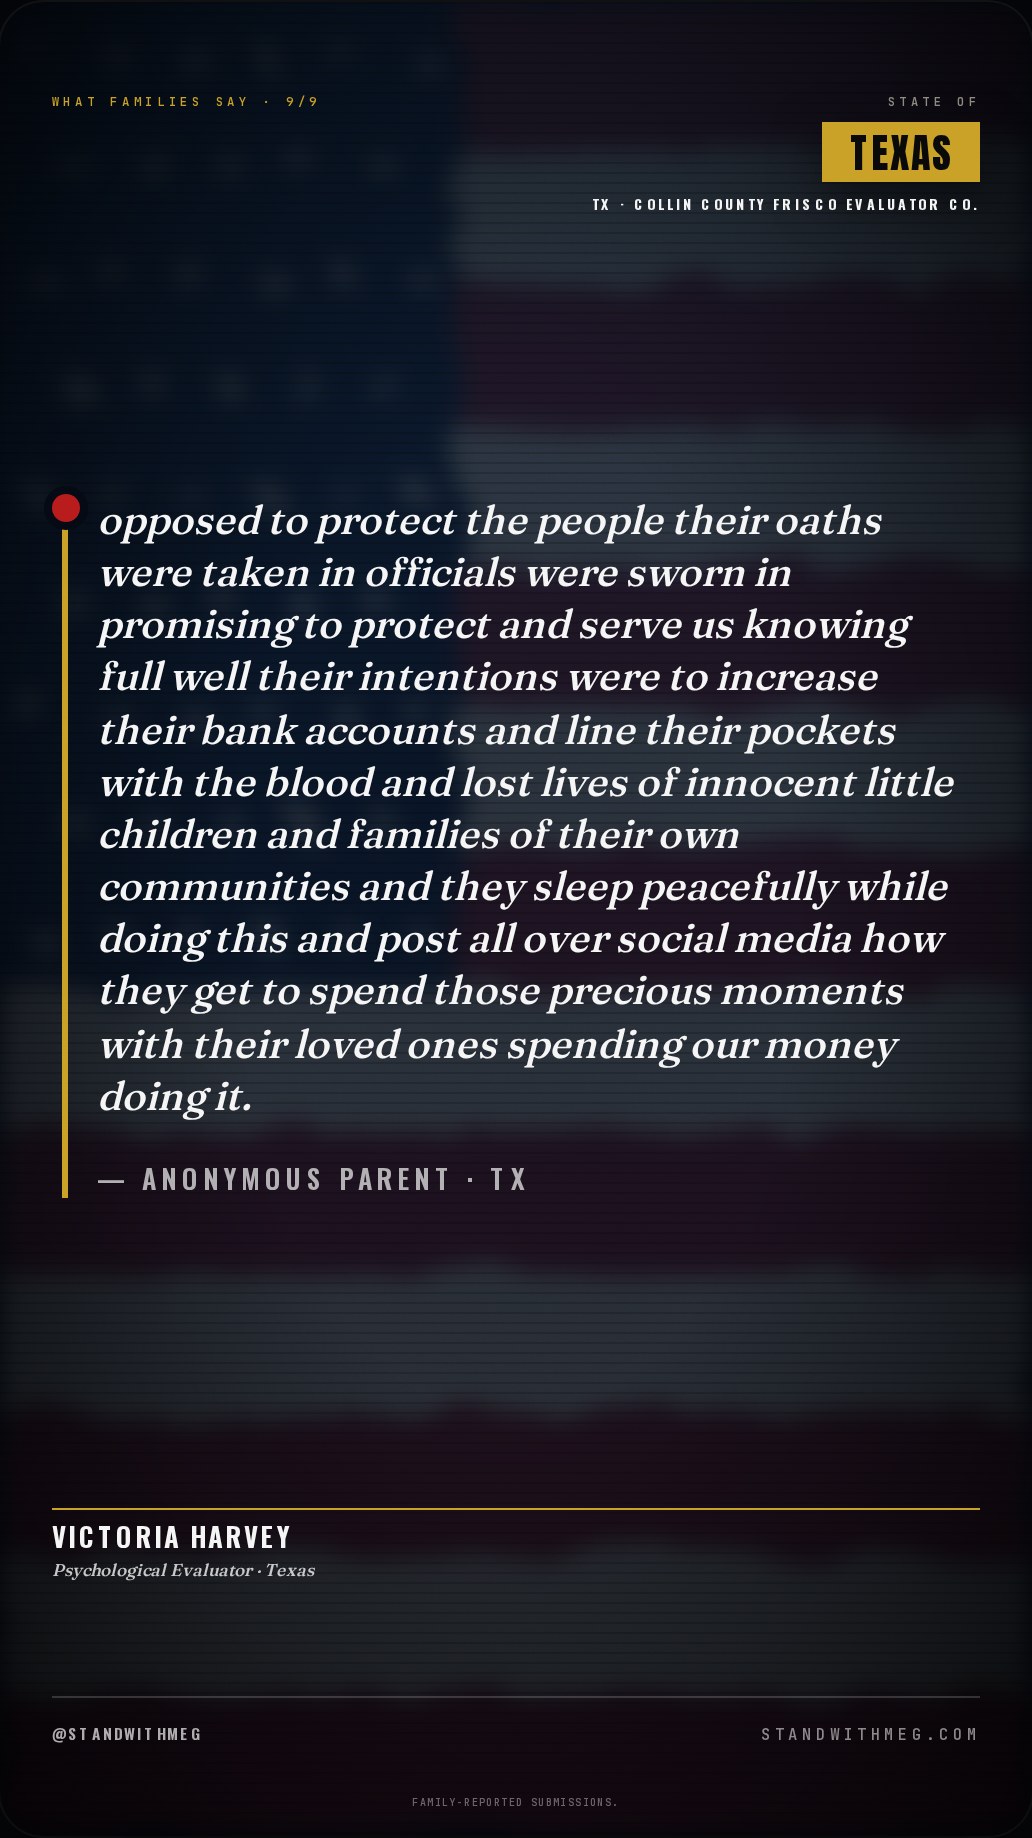 WHAT FAMILIES SAY · 9/9
STATE OF
TEXAS
TX · COLLIN COUNTY FRISCO EVALUATOR CO.
opposed to protect the people their oaths
were taken in officials were sworn in
promising to protect and serve us knowing
full well their intentions were to increase
their bank accounts and line their pockets
with the blood and lost lives of innocent little
children and families of their own
communities and they sleep peacefully while
doing this and post all over social media how
they get to spend those precious moments
with their loved ones spending our money
doing it.
— ANONYMOUS PARENT · TX
VICTORIA HARVEY
Psychological Evaluator · Texas
@STANDWITHMEG
STANDWITHMEG.COM
FAMILY-REPORTED SUBMISSIONS.